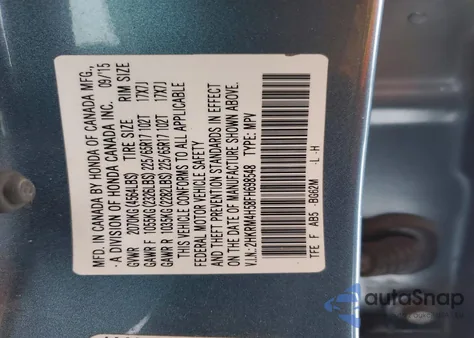 MFD. IN CANADA BY HONDA OF CANADA MFG.,
A DIVISION OF HONDA CANADA INC. 09/15
GVWR 2070KG(4564LBS) TIRE SIZE RIM SIZE
GAWR F 1055KG(2326LBS) 225/65R17 102T 17X7J
GAWR R 1035KG(2282LBS) 225/65R17 102T 17X7J
THIS VEHICLE CONFORMS TO ALL APPLICABLE
FEDERAL MOTOR VEHICLE SAFETY
AND THEFT PREVENTION STANDARDS IN EFFECT
ON THE DATE OF MANUFACTURE SHOWN ABOVE.
V.I.N.: 2HKRM4H58FH698548 TYPE: MPV
TFE F AB5 -BG62M -L -H
autoSnap